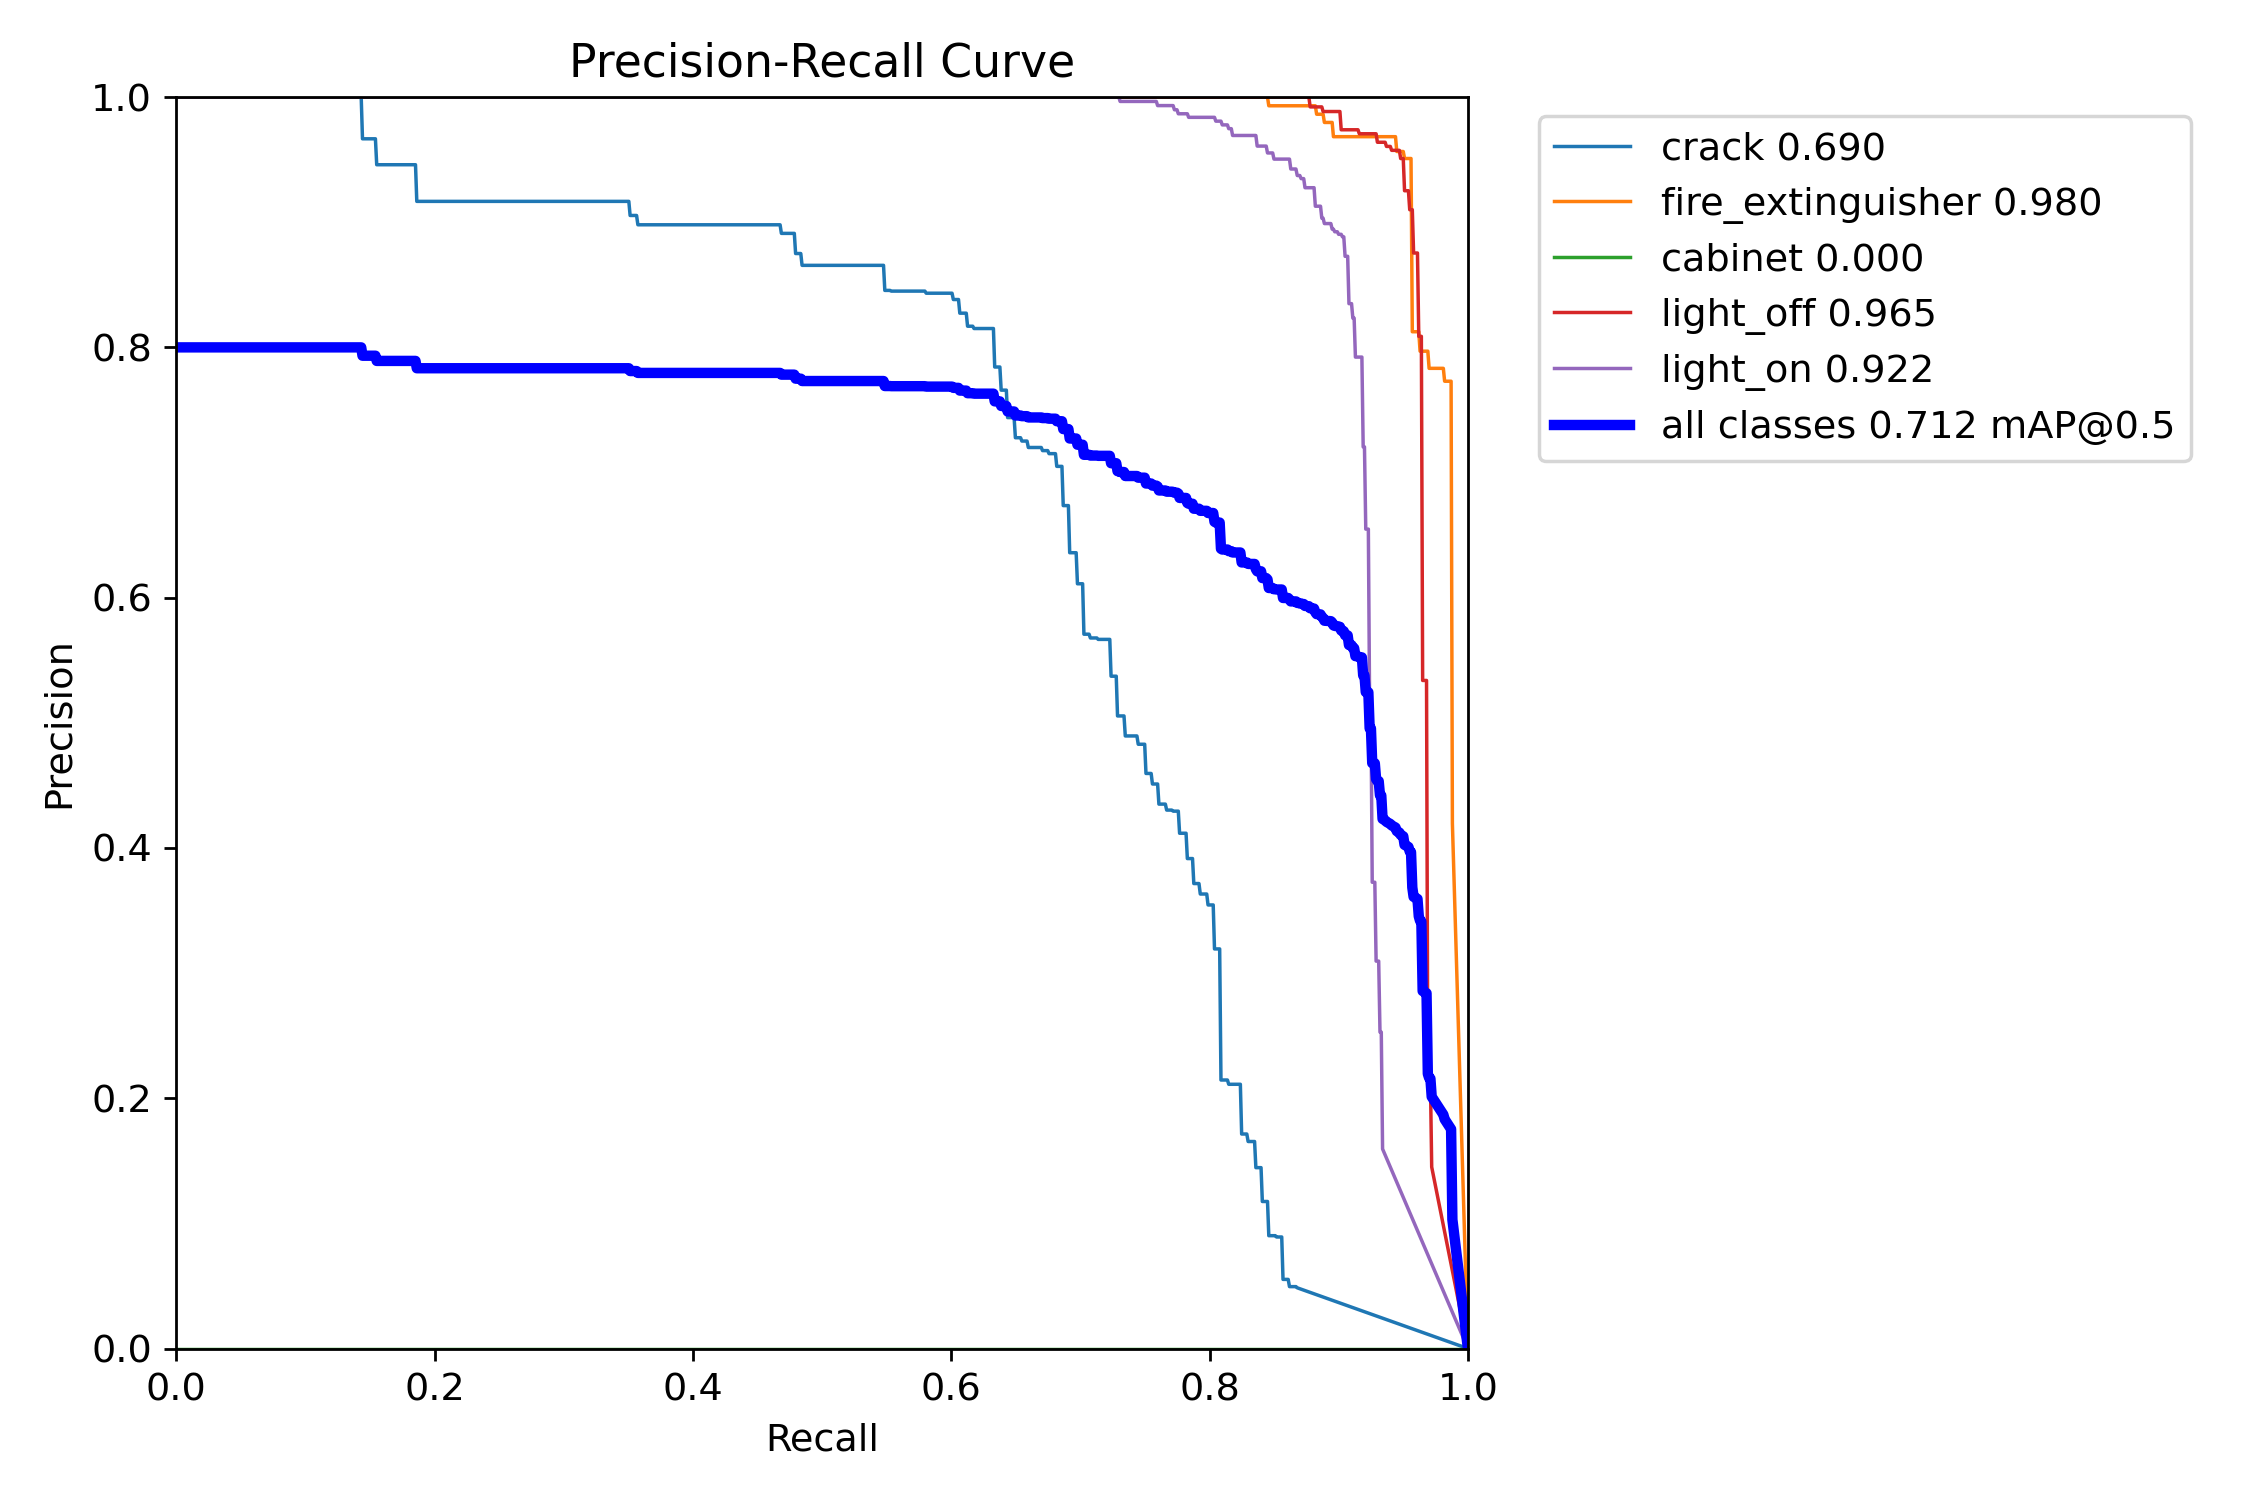 Precision-Recall Curve
1.0
0.8
0.6
0.4
0.2
0.0
Precision
0.0 0.2 0.4 0.6 0.8 1.0
Recall
crack 0.690
fire_extinguisher 0.980
cabinet 0.000
light_off 0.965
light_on 0.922
all classes 0.712 mAP@0.5